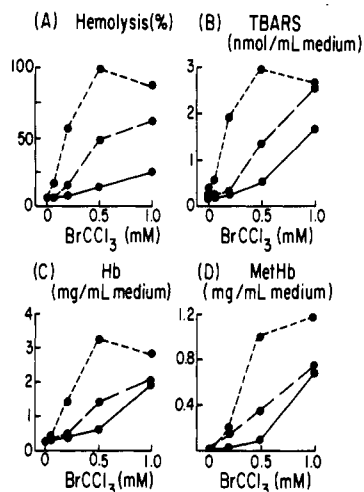 (A) Hemolysis(%)
100
50
0
0 0.5 1.0
BrCCl3(mM)
(B) TBARS
(nmol/mL medium)
3
2
1
0
0 0.5 1.0
BrCCl3 (mM)
(C) Hb
(mg/mL medium)
4
3
2
1
0
0 0.5 1.0
BrCCl3(mM)
(D) MetHb
(mg/mL medium)
1.2
0.8
0.4
0 0.5 1.0
BrCCl3(mM)